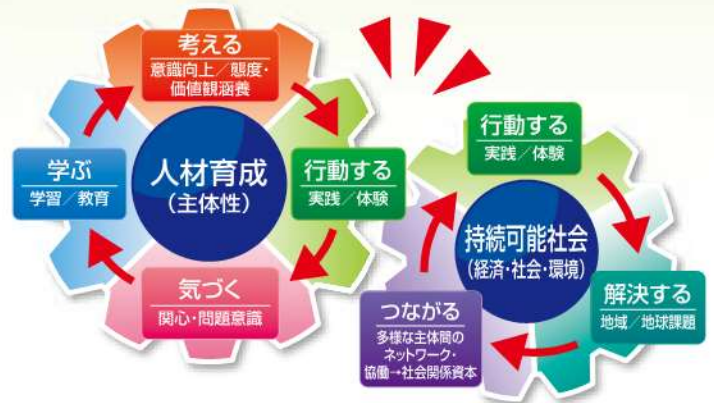 考える
意識向上／態度・
価値観涵養
学ぶ
学習／教育
人材育成
（主体性）
行動する
実践／体験
気づく
関心・問題意識
行動する
実践／体験
持続可能社会
（経済・社会・環境）
つながる
多様な主体間の
ネットワーク・
協働→社会関係資本
解決する
地域／地球課題